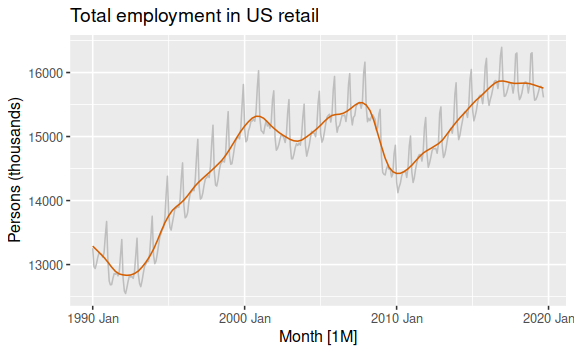 Total employment in US retail
Persons (thousands)
16000
15000
14000
13000
1990 Jan
2000 Jan
2010 Jan
2020 Jan
Month [1M]